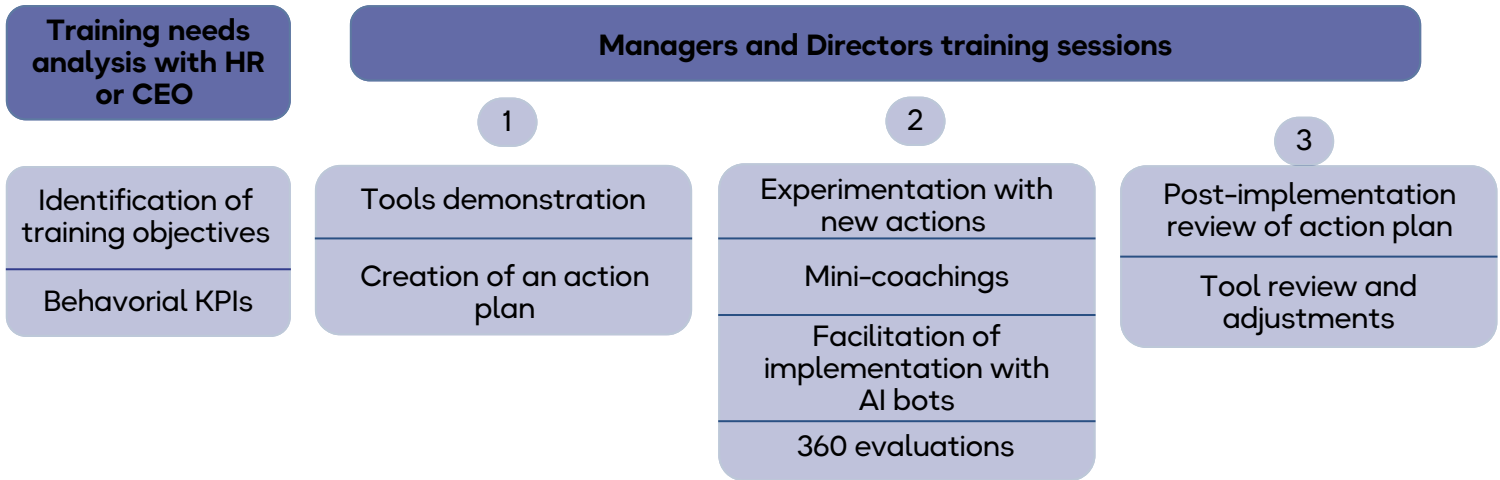 Training needs
analysis with HR
or CEO
Managers and Directors training sessions
1
2
3
Identification of
training objectives
Behavorial KPIs
Tools demonstration
Creation of an action
plan
Experimentation with
new actions
Mini-coachings
Facilitation of
implementation with
AI bots
360 evaluations
Post-implementation
review of action plan
Tool review and
adjustments